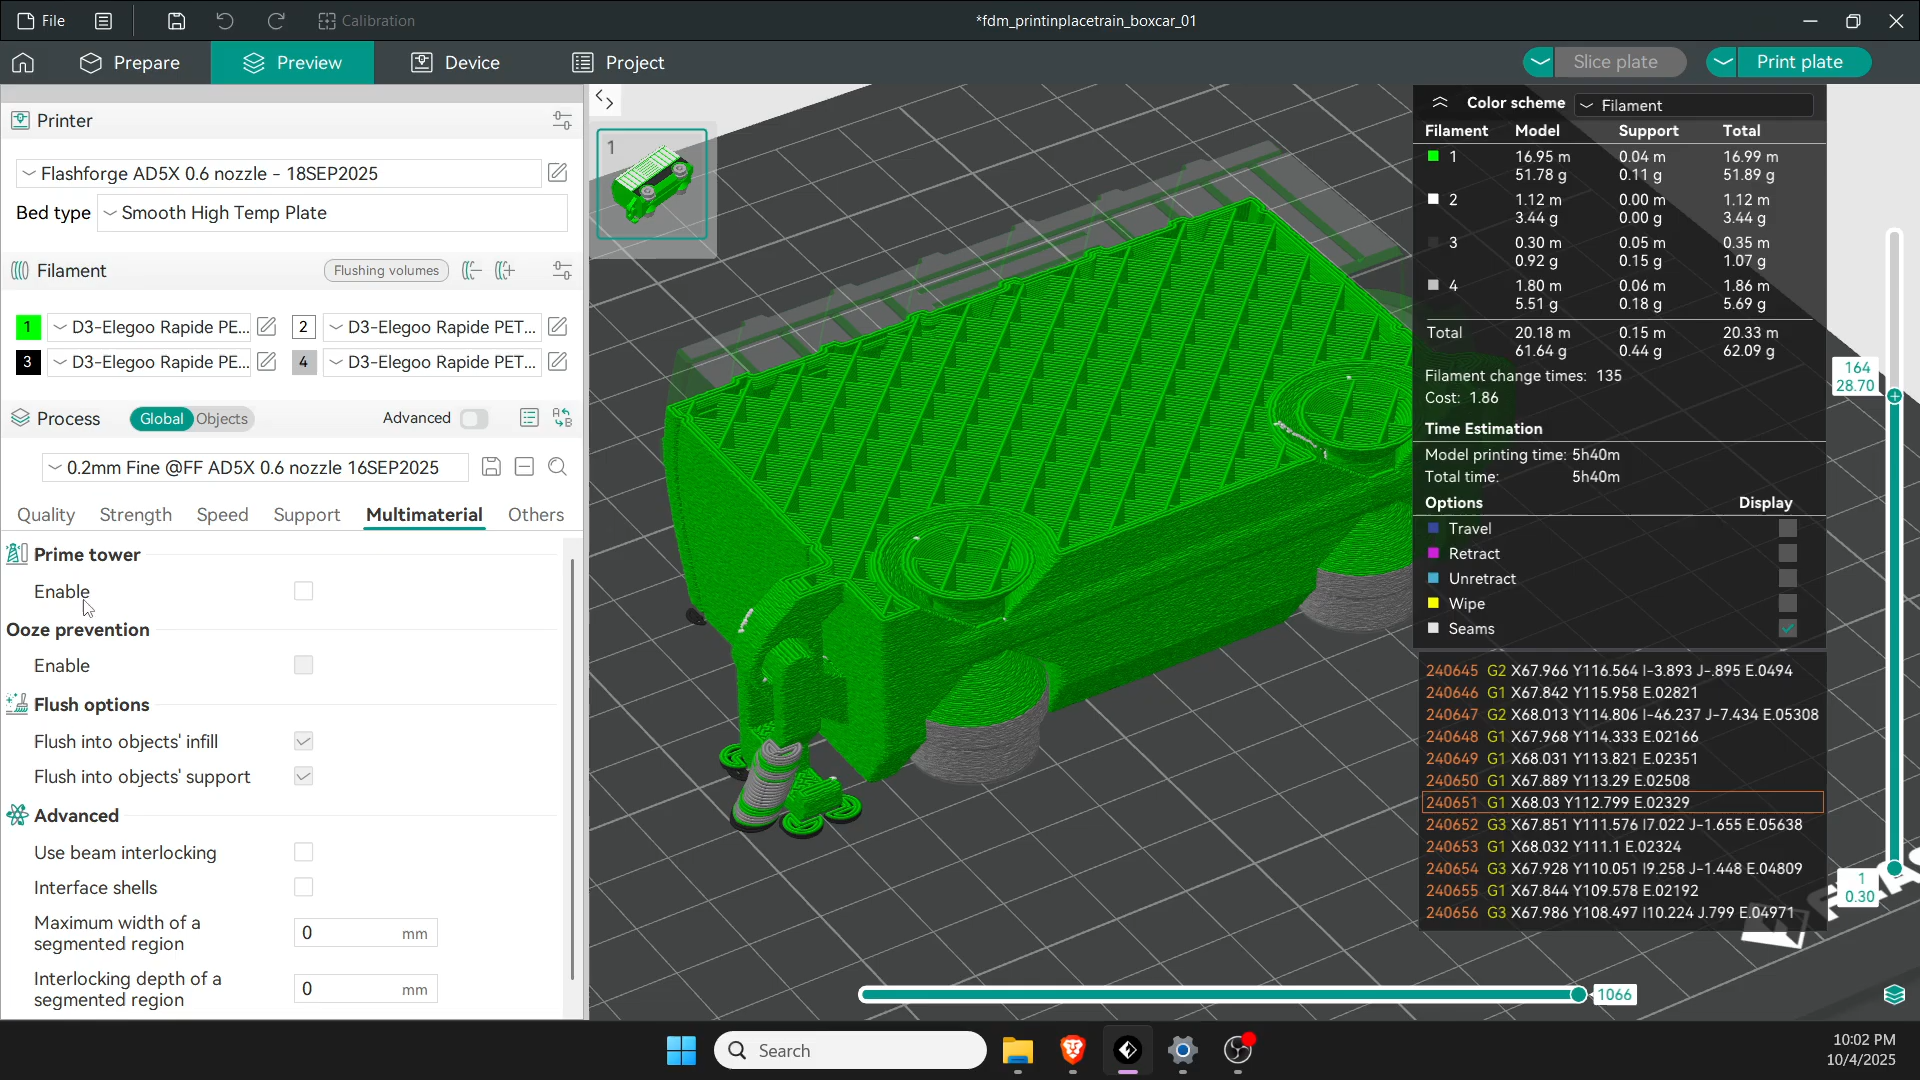 File
Calibration
*fdm_printinplacetrain_boxcar_01
Prepare
Preview
Device
Project
Slice plate
Print plate
Printer
Flashforge AD5X 0.6 nozzle - 18SEP2025
Bed type
Smooth High Temp Plate
Filament
Flushing volumes
1 D3-Elegoo Rapide PE...
2 D3-Elegoo Rapide PET...
3 D3-Elegoo Rapide PE...
4 D3-Elegoo Rapide PET...
Process
Global Objects
Advanced
0.2mm Fine @FF AD5X 0.6 nozzle 16SEP2025
Quality Strength Speed Support Multimaterial Others
Prime tower
Enable
Ooze prevention
Enable
Flush options
Flush into objects' infill
Flush into objects' support
Advanced
Use beam interlocking
Interface shells
Maximum width of a
segmented region
0 mm
Interlocking depth of a
segmented region
0 mm
1
Color scheme
Filament
Filament Model Support Total
1 16.95 m 0.04 m 16.99 m
51.78 g 0.11 g 51.89 g
2 1.12 m 0.00 m 1.12 m
3.44 g 0.00 g 3.44 g
3 0.30 m 0.05 m 0.35 m
0.92 g 0.15 g 1.07 g
4 1.80 m 0.06 m 1.86 m
5.51 g 0.18 g 5.69 g
Total 20.18 m 0.15 m 20.33 m
61.64 g 0.44 g 62.09 g
Filament change times: 135
Cost: 1.86
Time Estimation
Model printing time: 5h40m
Total time: 5h40m
Options Display
Travel
Retract
Unretract
Wipe
Seams
240645 G2 X67.966 Y116.564 I-3.893 J-.895 E.0494
240646 G1 X67.842 Y115.958 E.02821
240647 G2 X68.013 Y114.806 I-46.237 J-7.434 E.05308
240648 G1 X67.968 Y114.333 E.02166
240649 G1 X68.031 Y113.821 E.02351
240650 G1 X67.889 Y113.29 E.02508
240651 G1 X68.03 Y112.799 E.02329
240652 G3 X67.851 Y111.576 I7.022 J-1.655 E.05638
240653 G1 X68.032 Y111.1 E.02324
240654 G3 X67.928 Y110.051 I9.258 J-1.448 E.04809
240655 G1 X67.844 Y109.578 E.02192
240656 G3 X67.986 Y108.497 I10.224 J.799 E.04971
164
28.70
1
0.30
1066
Search
10:02 PM
10/4/2025